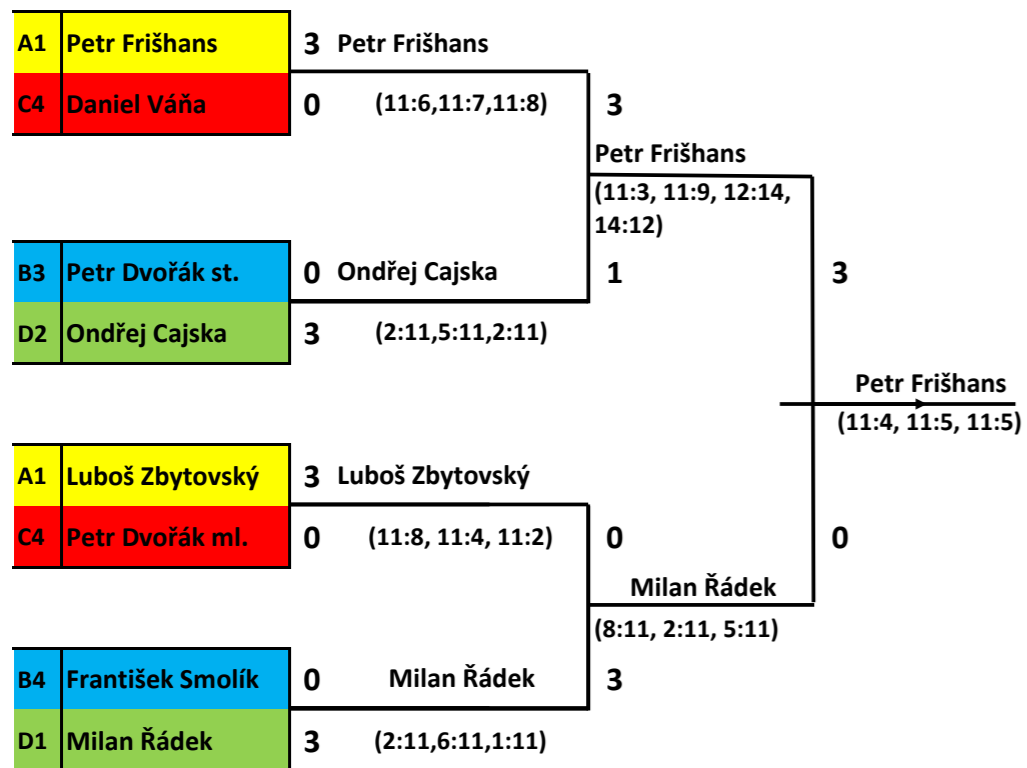 A1 Petr Frišhans 3 Petr Frišhans
C4 Daniel Váňa 0 (11:6,11:7,11:8) 3
Petr Frišhans
(11:3, 11:9, 12:14,
14:12)
B3 Petr Dvořák st. 0 Ondřej Cajska 1 3
D2 Ondřej Cajska 3 (2:11,5:11,2:11)
Petr Frišhans
(11:4, 11:5, 11:5)
A1 Luboš Zbytovský 3 Luboš Zbytovský
C4 Petr Dvořák ml. 0 (11:8, 11:4, 11:2) 0 0
Milan Řádek
(8:11, 2:11, 5:11)
B4 František Smolík 0 Milan Řádek 3
D1 Milan Řádek 3 (2:11,6:11,1:11)